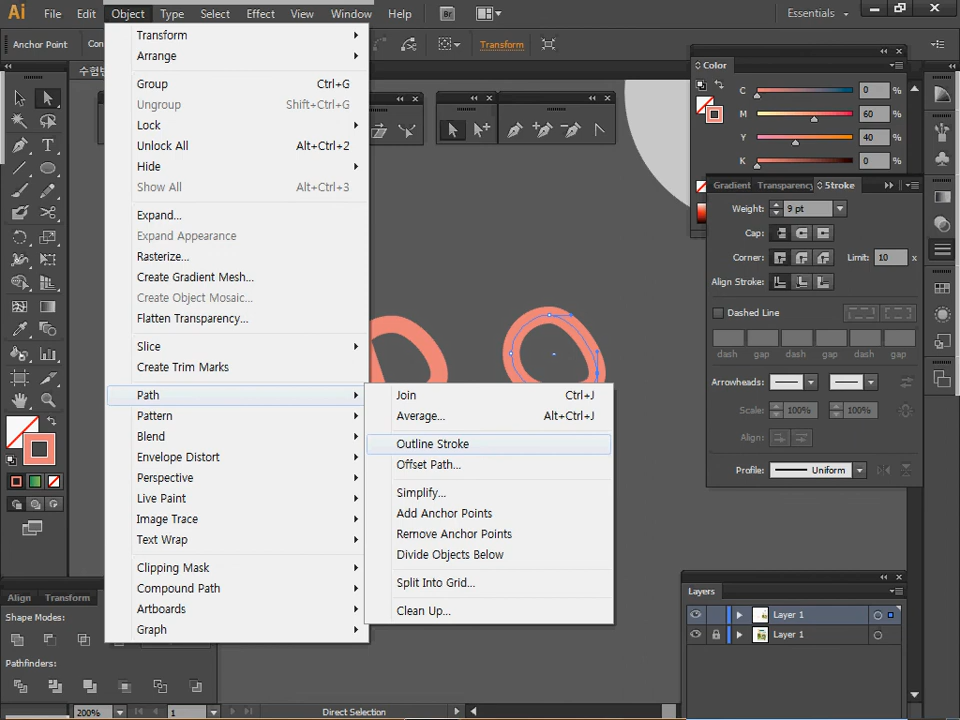 Ai File Edit Object Type Select Effect View Window Help Br Essentials
Anchor Point Con Transform
수험번
Transform
Arrange
Group Ctrl+G
Ungroup Shift+Ctrl+G
Lock
Unlock All Alt+Ctrl+2
Hide
Show All Alt+Ctrl+3
Expand...
Expand Appearance
Rasterize...
Create Gradient Mesh...
Create Object Mosaic...
Flatten Transparency...
Slice
Create Trim Marks
Path
Pattern
Blend
Envelope Distort
Perspective
Live Paint
Image Trace
Text Wrap
Clipping Mask
Compound Path
Artboards
Graph
Join Ctrl+J
Average... Alt+Ctrl+J
Outline Stroke
Offset Path...
Simplify...
Add Anchor Points
Remove Anchor Points
Divide Objects Below
Split Into Grid...
Clean Up...
Color
C 0 %
M 60 %
Y 40 %
K 0 %
Gradient Transparency Stroke
Weight: 9 pt
Cap:
Corner: Limit: 10 x
Align Stroke:
Dashed Line
dash gap dash gap dash gap
Arrowheads:
Scale: 100% 100%
Align:
Profile: Uniform
Layers
Layer 1
Layer 1
Align Transform
Shape Modes:
Pathfinders:
200% 1 Direct Selection